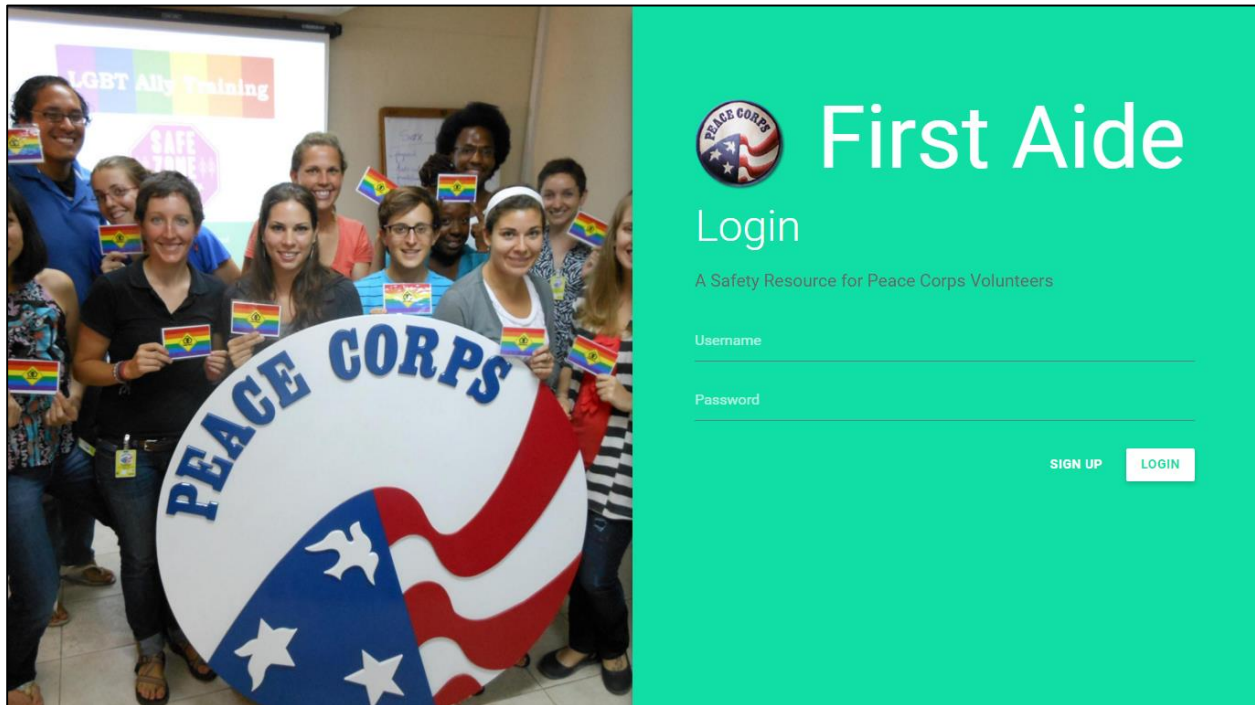 LGBT Ally Training
SAFE
ZONE
PEACE CORPS
PEACE CORPS
First Aide
Login
A Safety Resource for Peace Corps Volunteers
Username
Password
SIGN UP
LOGIN